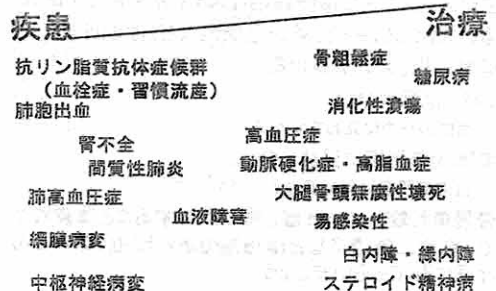 疾患 治療
抗リン脂質抗体症候群 骨粗鬆症
(血栓症・習慣流産) 糖尿病
肺胞出血 消化性潰瘍
腎不全 高血圧症
間質性肺炎 動脈硬化症・高脂血症
肺高血圧症 大腿骨頭無腐性壊死
血液障害 易感染性
網膜病変 白内障・緑内障
中枢神経病変 ステロイド精神病